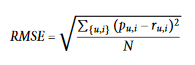 RMSE = √(Σ_{u,i} (p_{u,i} − r_{u,i})² / N)